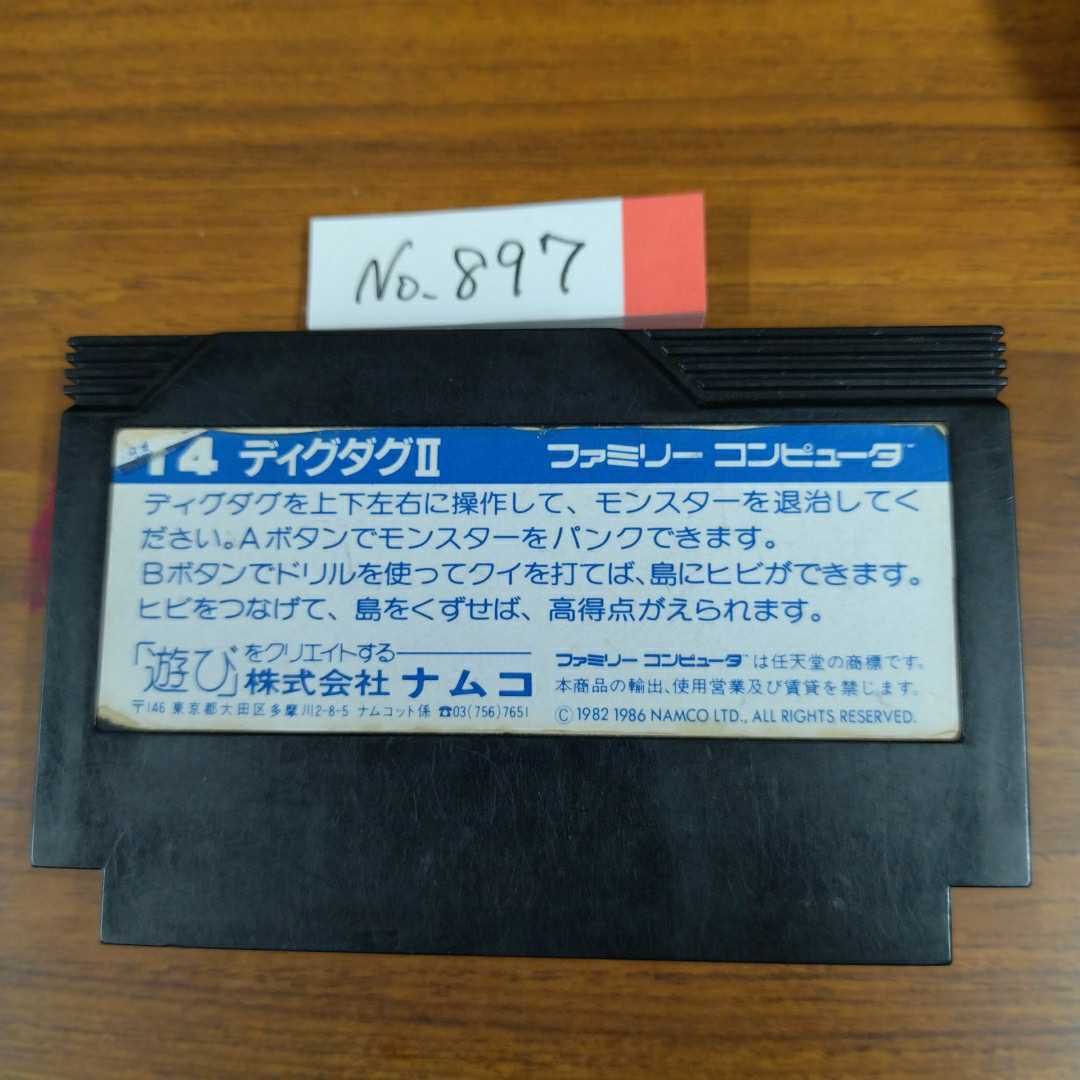 No. 897
14 ディグダグⅡ ファミリー コンピュータ
ディグダグを上下左右に操作して、モンスターを退治してく
ださい。Aボタンでモンスターをパンクできます。
Bボタンでドリルを使ってクイを打てば、島にヒビができます。
ヒビをつなげて、島をくずせば、高得点がえられます。
「遊び」をクリエイトする
株式会社 ナムコ
〒146 東京都大田区多摩川2-8-5 ナムコット係 ☎03(756)7651
ファミリー コンピュータ™は任天堂の商標です。
本商品の輸出、使用営業及び賃貸を禁じます。
© 1982 1986 NAMCO LTD., ALL RIGHTS RESERVED.